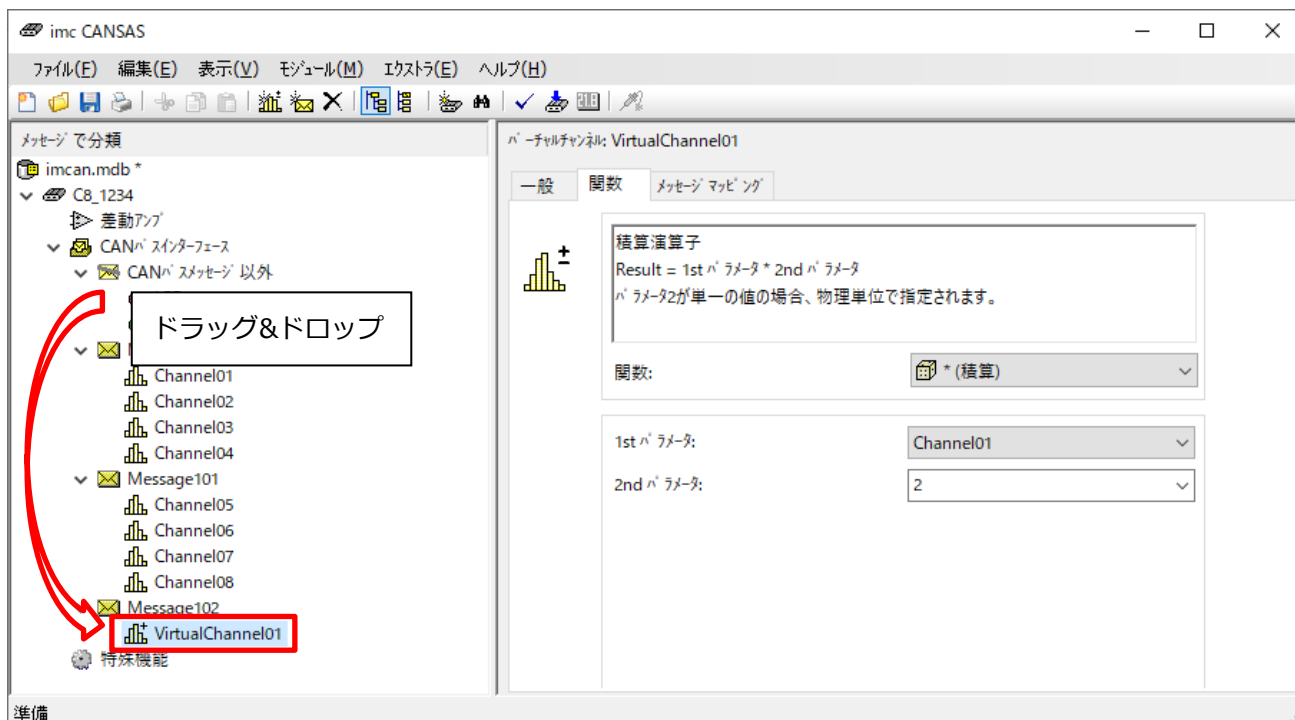 imc CANSAS
ファイル(F) 編集(E) 表示(V) モジュール(M) エクストラ(E) ヘルプ(H)
メッセージで分類
imcan.mdb *
C8_1234
差動アンプ
CANバスインターフェース
CANバスメッセージ以外
ドラッグ&ドロップ
Channel01
Channel02
Channel03
Channel04
Message101
Channel05
Channel06
Channel07
Channel08
Message102
VirtualChannel01
特殊機能
バーチャルチャンネル: VirtualChannel01
一般 関数 メッセージマッピング
積算演算子
Result = 1st パラメータ * 2nd パラメータ
パラメータ2が単一の値の場合、物理単位で指定されます。
関数: * (積算)
1st パラメータ: Channel01
2nd パラメータ: 2
準備